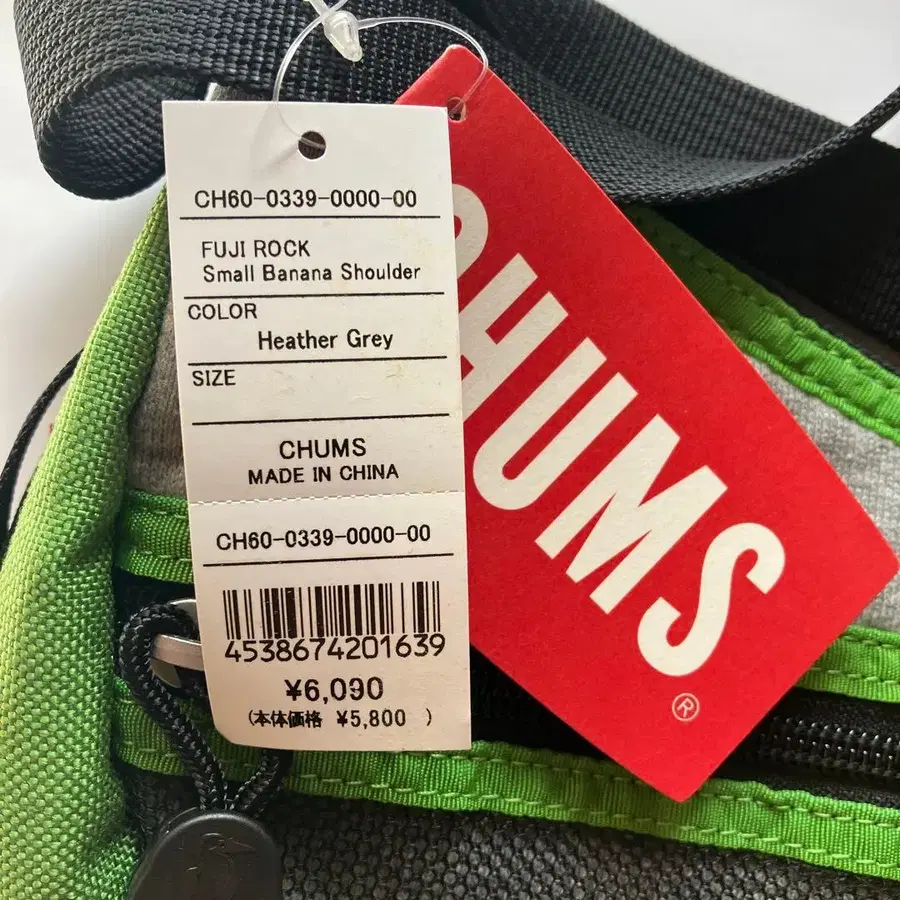 CH60-0339-0000-00
FUJI ROCK
Small Banana Shoulder
COLOR
Heather Grey
SIZE
CHUMS
MADE IN CHINA
CH60-0339-0000-00
4538674201639
¥6,090
(本体価格 ¥5,800 )
CHUMS
®